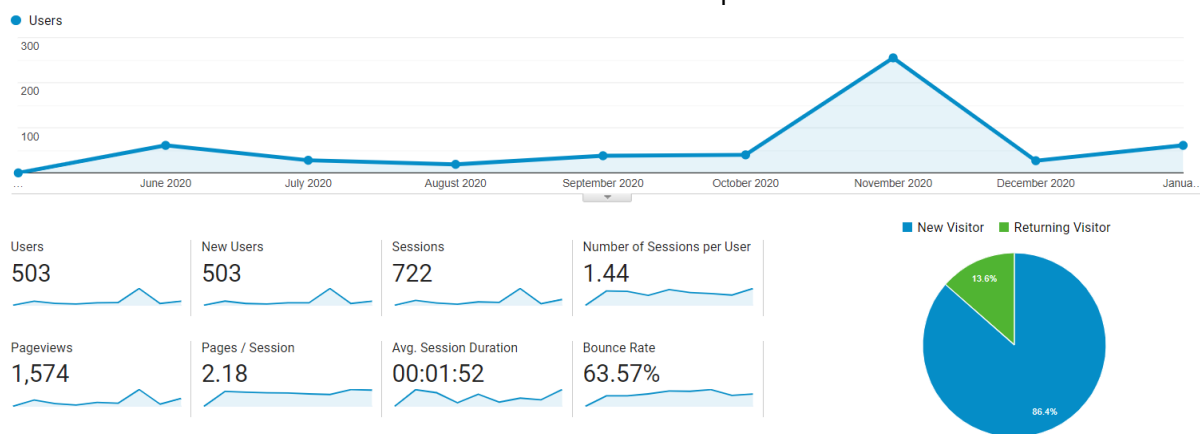 Users
300
200
100
...
June 2020
July 2020
August 2020
September 2020
October 2020
November 2020
December 2020
Janua...
New Visitor
Returning Visitor
Users
503
New Users
503
Sessions
722
Number of Sessions per User
1.44
Pageviews
1,574
Pages / Session
2.18
Avg. Session Duration
00:01:52
Bounce Rate
63.57%
13.6%
86.4%